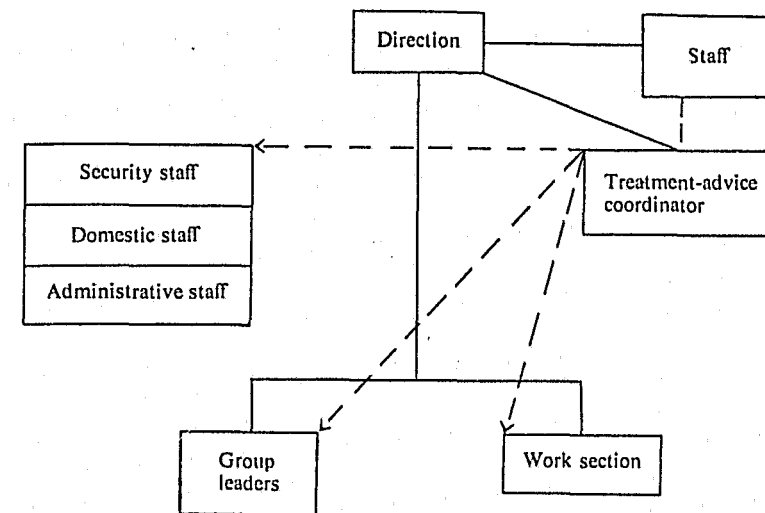 Direction
Staff
Security staff
Domestic staff
Administrative staff
Treatment-advice
coordinator
Group
leaders
Work section